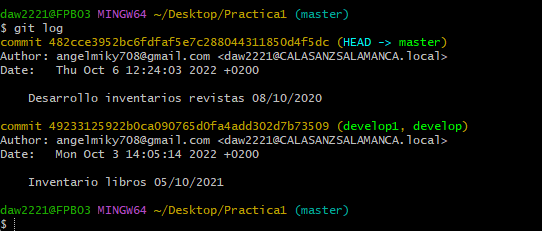 daw2221@FPB03 MINGW64 ~/Desktop/Practica1 (master)
$ git log
commit 482cce3952bc6fdfaf5e7c288044311850d4f5dc (HEAD -> master)
Author: angelmiky708@gmail.com <daw2221@CALASANZSALAMANCA.local>
Date:   Thu Oct 6 12:24:03 2022 +0200
    Desarrollo inventarios revistas 08/10/2020
commit 49233125922b0ca090765d0fa4add302d7b73509 (develop1, develop)
Author: angelmiky708@gmail.com <daw2221@CALASANZSALAMANCA.local>
Date:   Mon Oct 3 14:05:14 2022 +0200
    Inventario libros 05/10/2021
daw2221@FPB03 MINGW64 ~/Desktop/Practica1 (master)
$